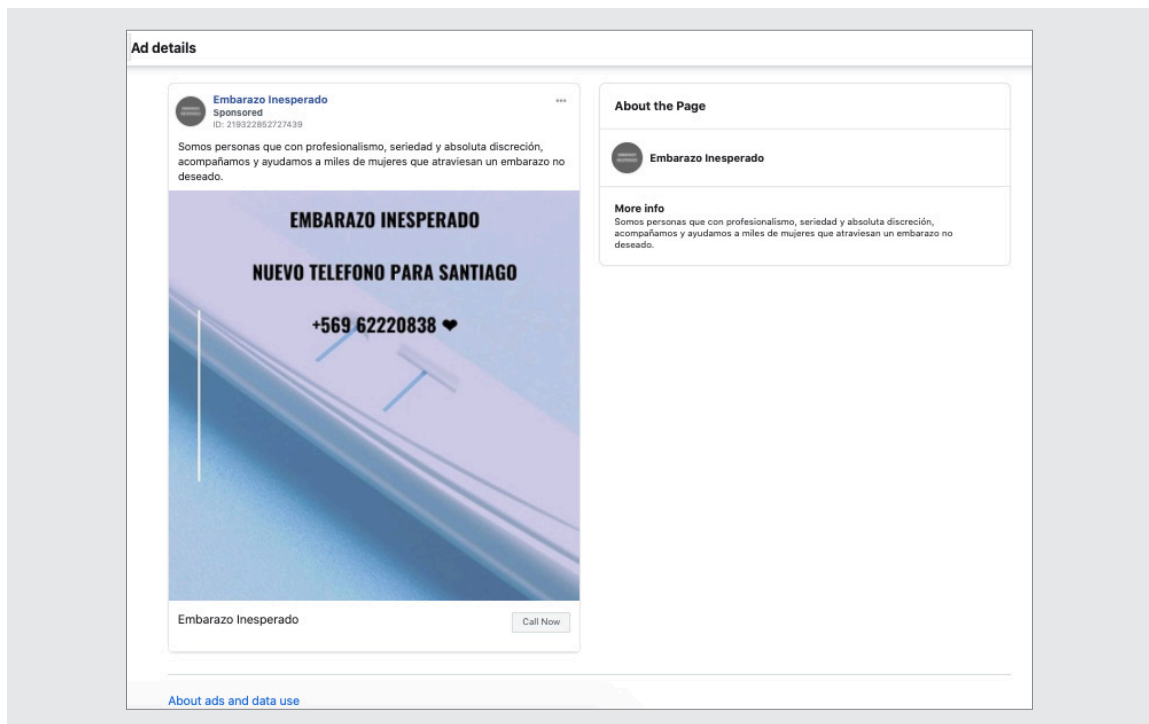 Ad details
Embarazo Inesperado
Sponsored
ID: 219322852727439
Somos personas que con profesionalismo, seriedad y absoluta discreción,
acompañamos y ayudamos a miles de mujeres que atraviesan un embarazo no
deseado.
EMBARAZO INESPERADO
NUEVO TELEFONO PARA SANTIAGO
+569 62220838 ❤
Embarazo Inesperado
Call Now
About the Page
Embarazo Inesperado
More info
Somos personas que con profesionalismo, seriedad y absoluta discreción,
acompañamos y ayudamos a miles de mujeres que atraviesan un embarazo no
deseado.
About ads and data use